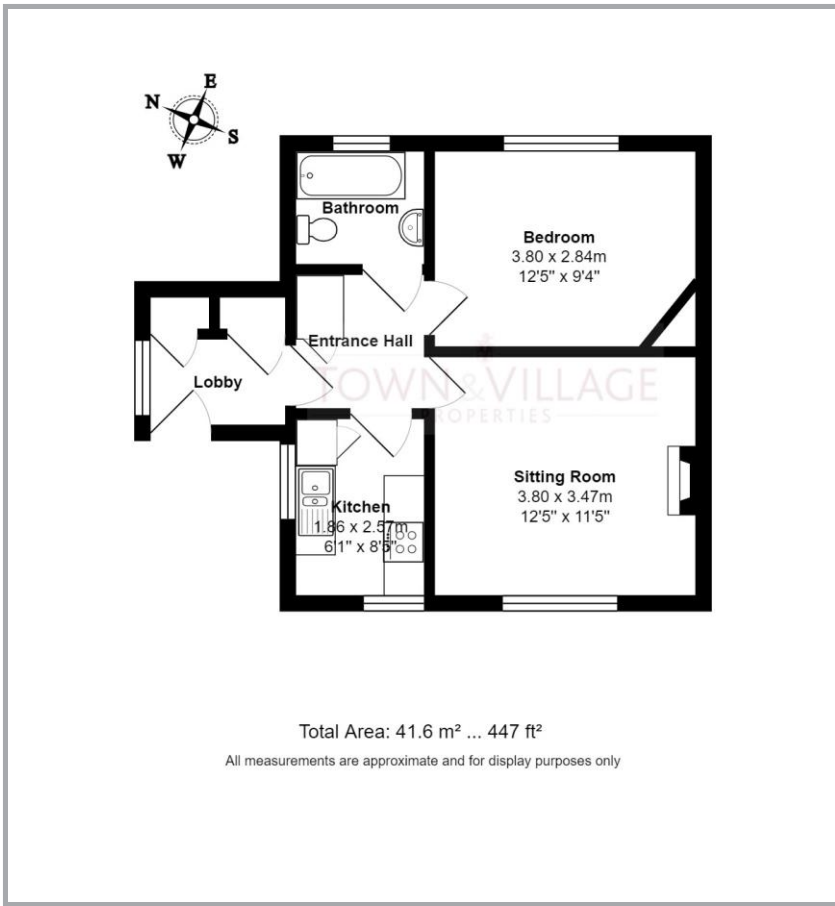 E
N
S
W
Bathroom
Bedroom
3.80 x 2.84m
12'5" x 9'4"
Entrance Hall
Lobby
TOWN & VILLAGE
PROPERTIES
Sitting Room
3.80 x 3.47m
12'5" x 11'5"
Kitchen
1.86 x 2.57m
6'1" x 8'5"
Total Area: 41.6 m² ... 447 ft²
All measurements are approximate and for display purposes only